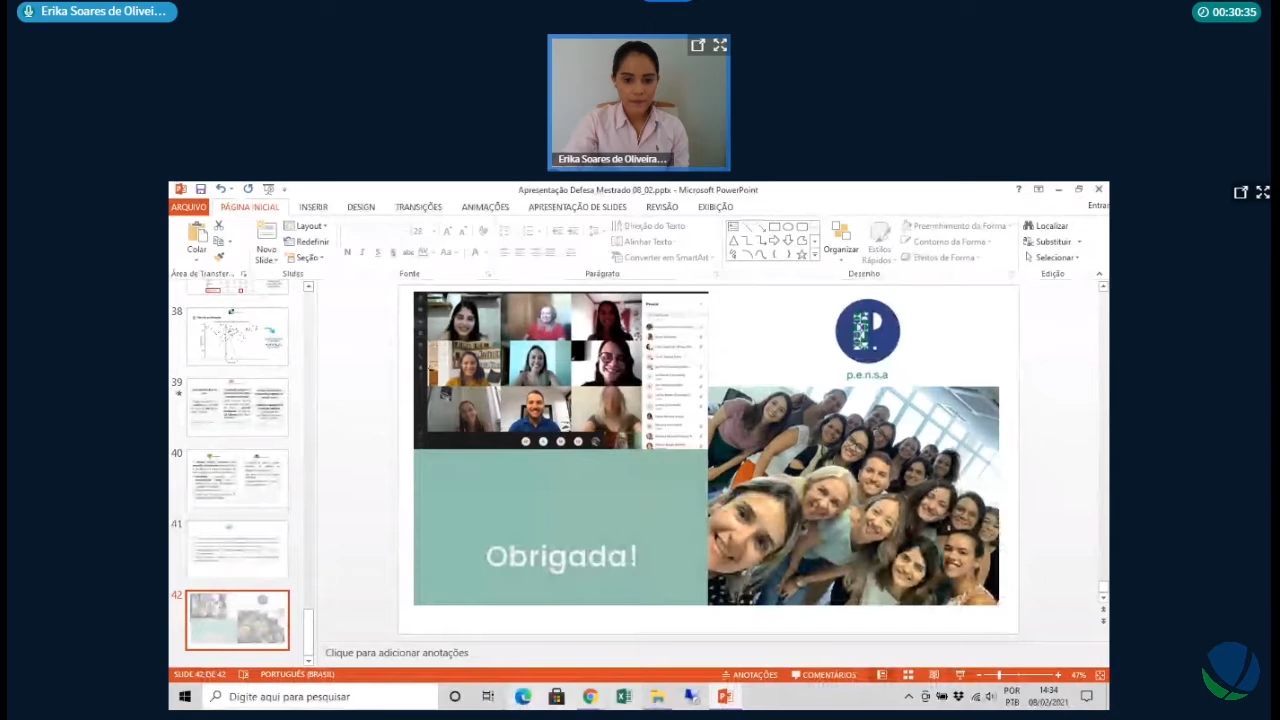 Erika Soares de Olivei...
00:30:35
Erika Soares de Oliveira...
Apresentação Defesa Mestrado 08_02.pptx - Microsoft PowerPoint
ARQUIVO PÁGINA INICIAL INSERIR DESIGN TRANSIÇÕES ANIMAÇÕES APRESENTAÇÃO DE SLIDES REVISÃO EXIBIÇÃO Entrar
Colar
Novo
Slide
Layout
Redefinir
Seção
28
N I S S abc AV Aa A
Direção do Texto
Alinhar Texto
Converter em SmartArt
Organizar
Estilos
Rápidos
Preenchimento da Forma
Contorno da Forma
Efeitos de Forma
Localizar
Substituir
Selecionar
Área de Transfer... Slides Fonte Parágrafo Desenho Edição
38
39
40
41
42
P.
p.e.n.s.a
Obrigada!
Clique para adicionar anotações
SLIDE 42 DE 42 PORTUGUÊS (BRASIL) ANOTAÇÕES COMENTÁRIOS 47%
Digite aqui para pesquisar
POR
PTB
14:34
08/02/2021